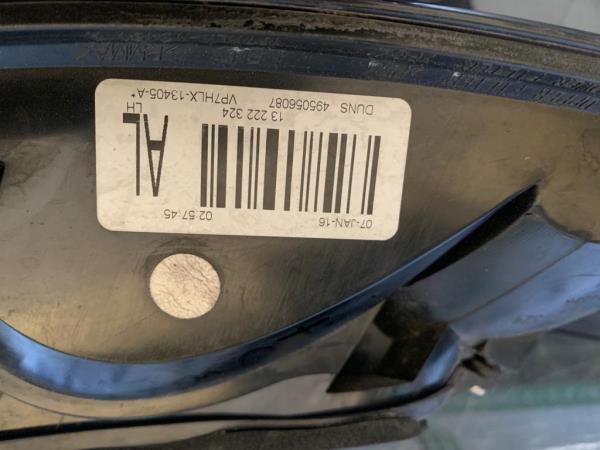 DUNS 495056087 VP7HLX-13405-A*
13 222 324 LH
AL
07-JAN-16 02:57:45